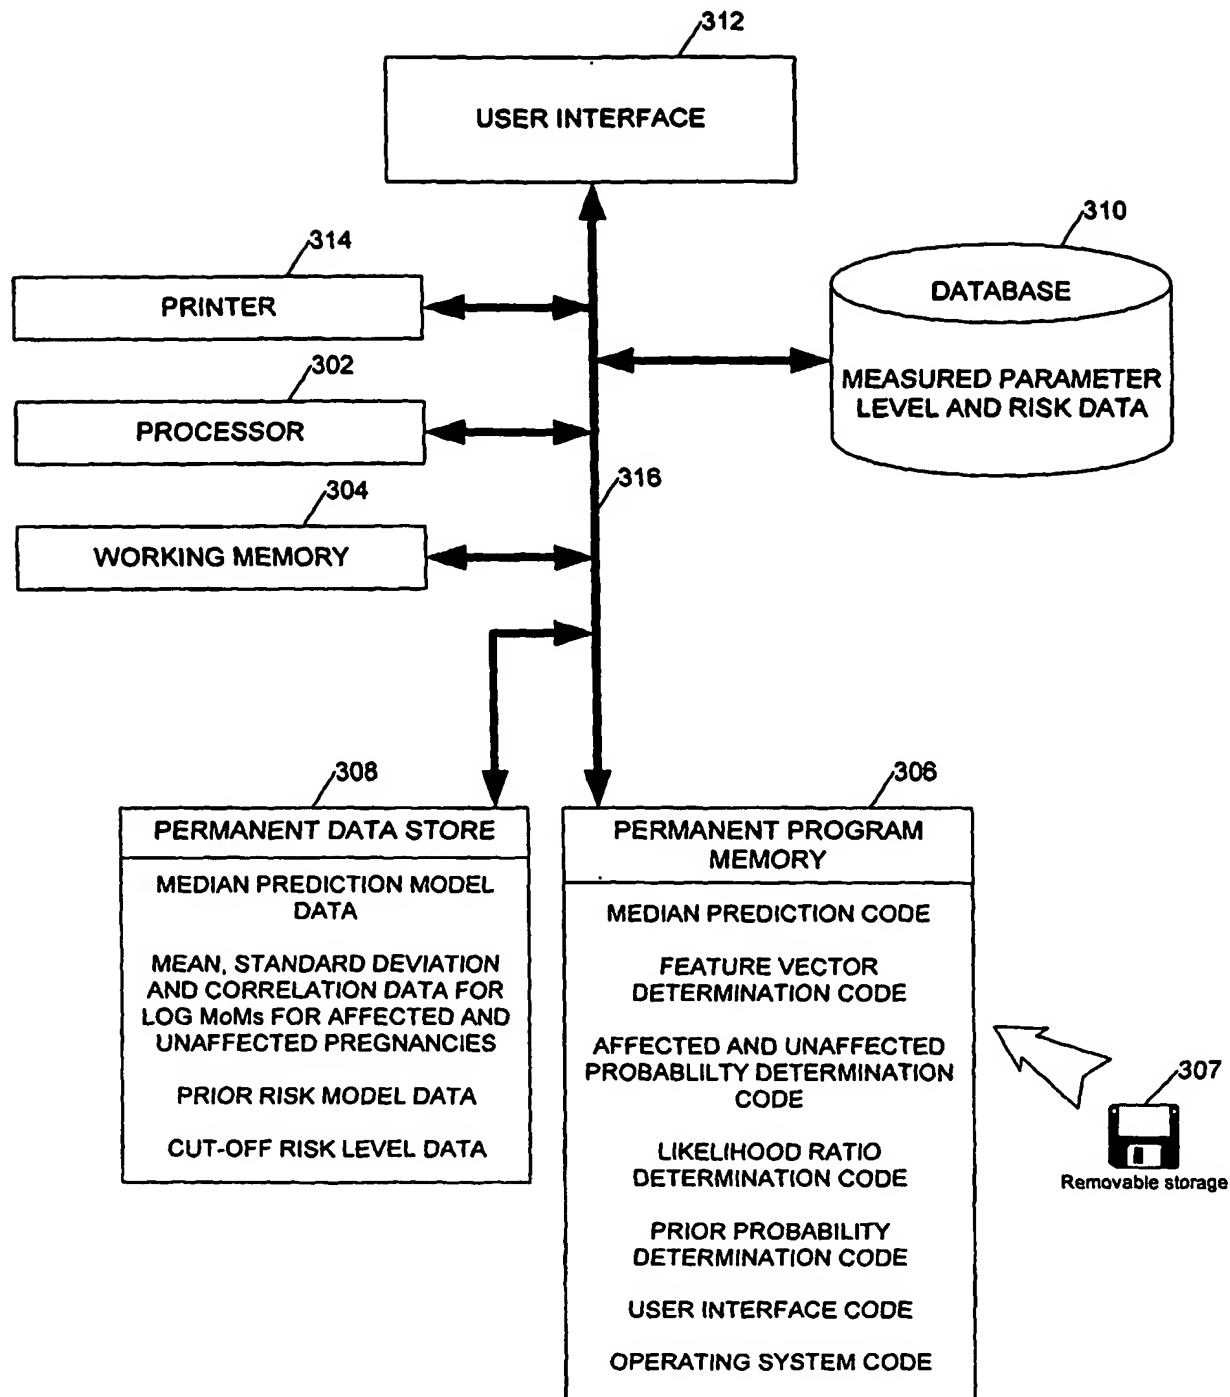 312
USER INTERFACE
314
PRINTER
310
DATABASE
MEASURED PARAMETER
LEVEL AND RISK DATA
302
PROCESSOR
316
304
WORKING MEMORY
308
PERMANENT DATA STORE
MEDIAN PREDICTION MODEL
DATA
MEAN, STANDARD DEVIATION
AND CORRELATION DATA FOR
LOG MoMs FOR AFFECTED AND
UNAFFECTED PREGNANCIES
PRIOR RISK MODEL DATA
CUT-OFF RISK LEVEL DATA
306
PERMANENT PROGRAM
MEMORY
MEDIAN PREDICTION CODE
FEATURE VECTOR
DETERMINATION CODE
AFFECTED AND UNAFFECTED
PROBABLILTY DETERMINATION
CODE
LIKELIHOOD RATIO
DETERMINATION CODE
PRIOR PROBABILITY
DETERMINATION CODE
USER INTERFACE CODE
OPERATING SYSTEM CODE
307
Removable storage